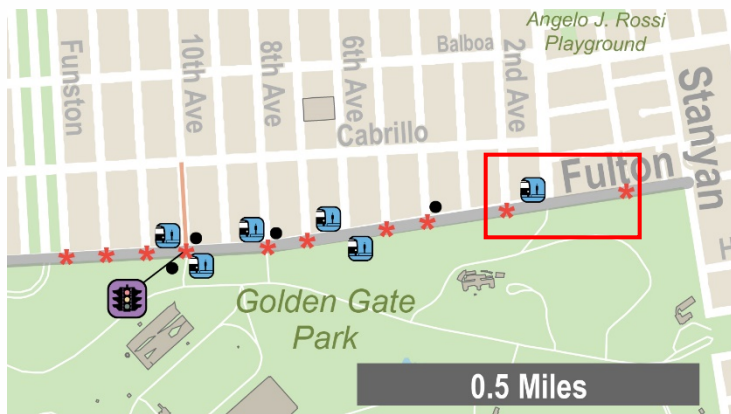 Angelo J. Rossi
Playground
Funston
10th Ave
8th Ave
6th Ave
Balboa
2nd Ave
Stanyan
Cabrillo
Fulton
Golden Gate
Park
0.5 Miles